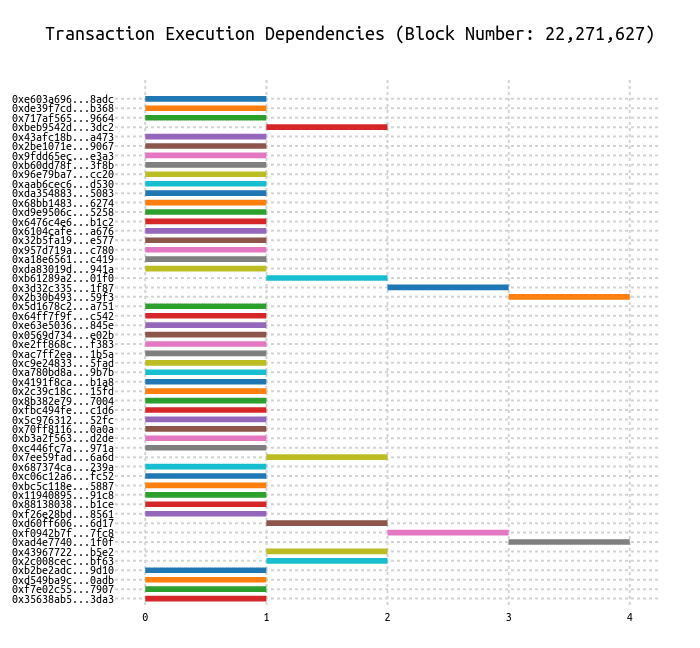 Transaction Execution Dependencies (Block Number: 22,271,627)
0xe603a696...8adc
0xde39f7cd...b368
0x717af565...9664
0xbeb9542d...3dc2
0x43afc18b...a473
0x2be1071e...9067
0x9fdd65ec...e3a3
0xb60dd78f...3f8b
0x96e79ba7...cc20
0xaab6cec6...d530
0xda354883...5083
0x68bb1483...6274
0xd9e9506c...5258
0x6476c4e6...b1c2
0x6104cafe...a676
0x32b5fa19...e577
0x957d719a...c780
0xa18e6561...c419
0xda83019d...941a
0xb61289a2...01f0
0x3d32c335...1f87
0x2b30b493...59f3
0x5d1678c2...a751
0x64ff7f9f...c542
0xe63e5036...845e
0x0569d734...e02b
0xe2ff868c...f383
0xac7ff2ea...1b5a
0xc9e24833...5fad
0xa780bd8a...9b7b
0x4191f8ca...b1a8
0x2c39c18c...15fd
0x8b382e79...7004
0xfbc494fe...c1d6
0x5c976312...52fc
0x70ff8116...0a0a
0xb3a2f563...d2de
0xc446fc7a...971a
0x7ee59fad...6a6d
0x687374ca...239a
0xc06c12a6...fc52
0xbc5c118e...5887
0x11940895...91c8
0x88138038...b1ce
0xf26e28bd...8561
0xd60ff606...6d17
0xf0942b7f...7fc8
0xad4e7740...1f0f
0x43967722...b5e2
0x2c008cec...bf63
0xb2be2adc...9d10
0xd549ba9c...0adb
0xf7e02c55...7907
0x35638ab5...3da3
0 1 2 3 4